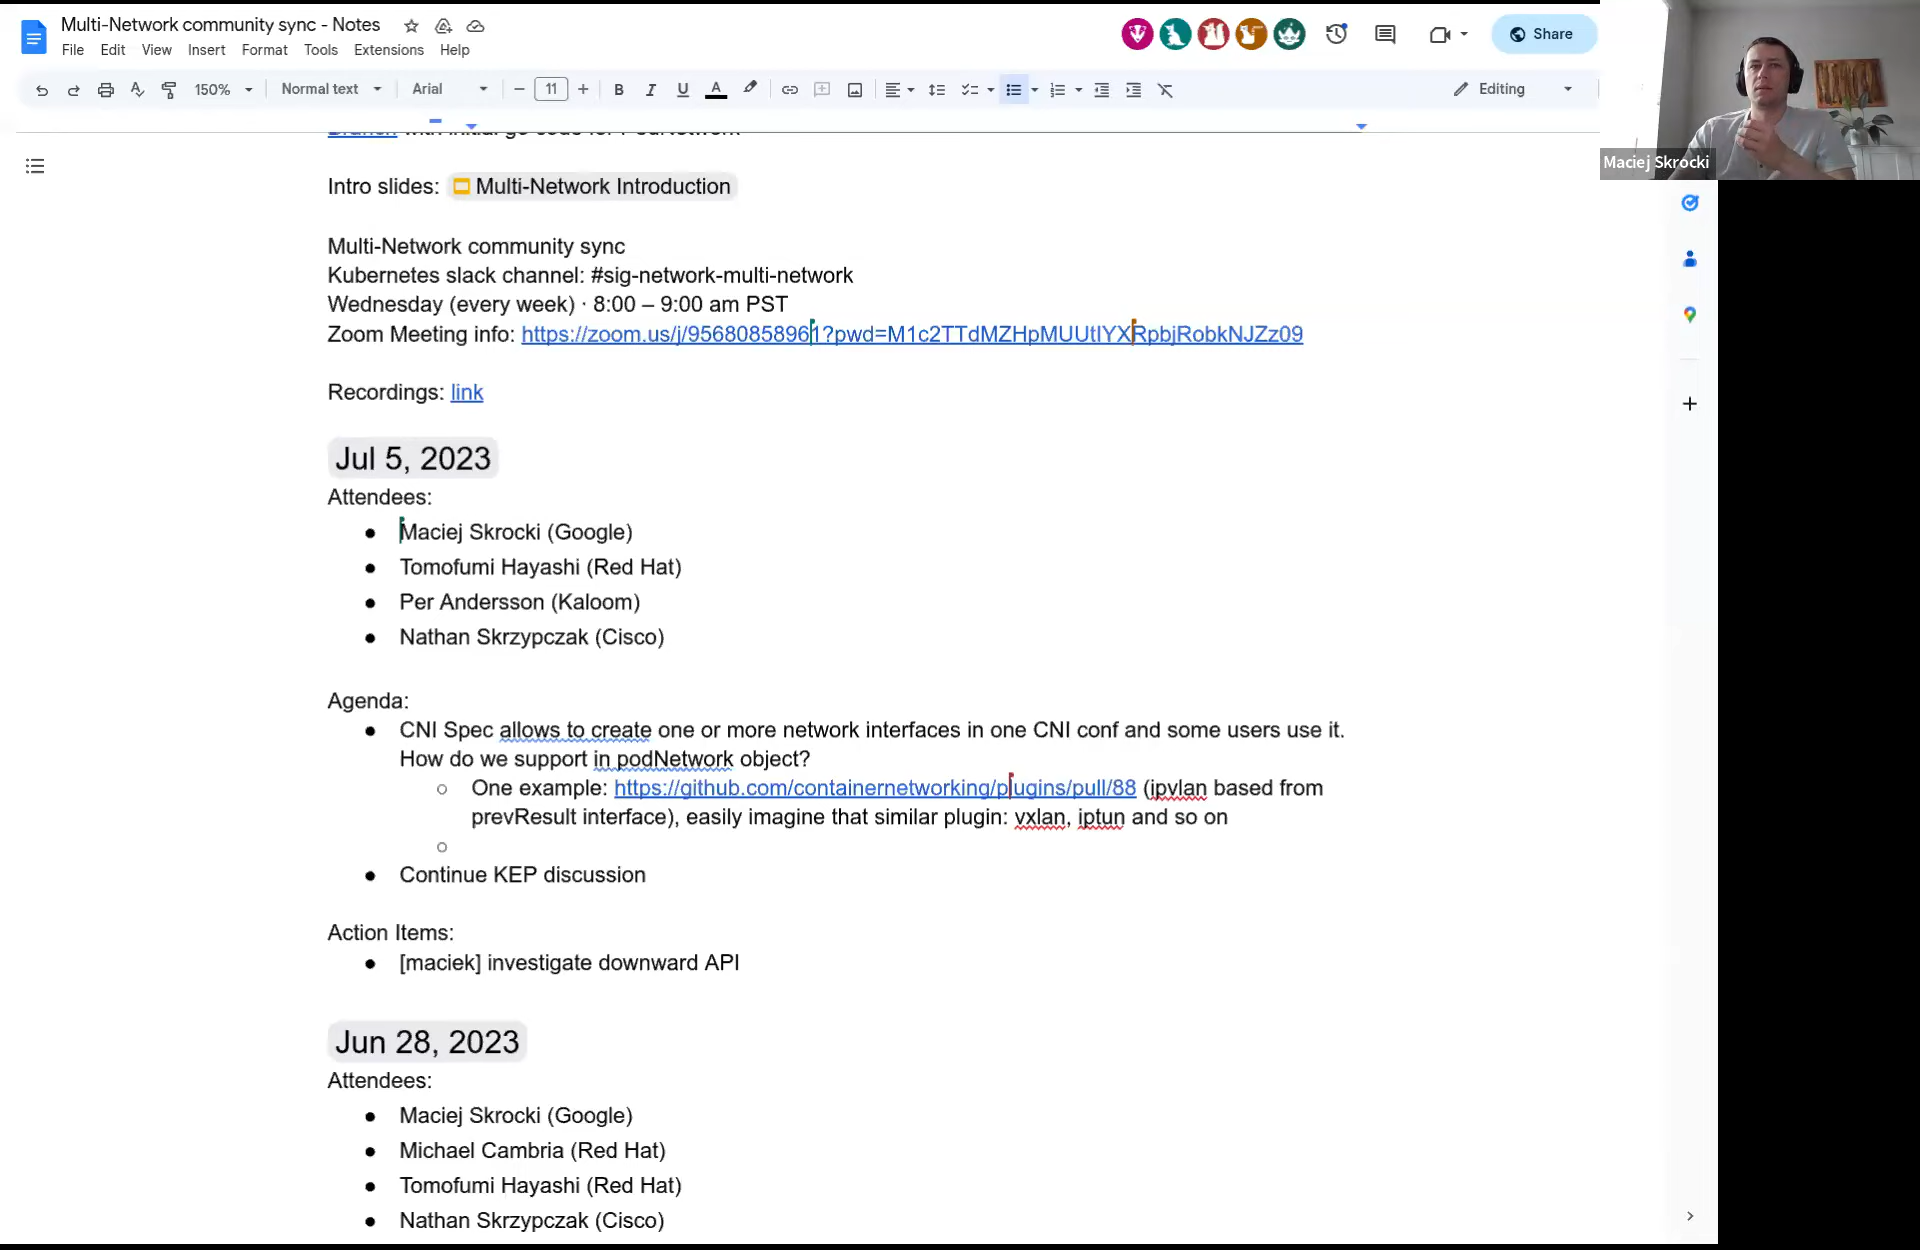 Multi-Network community sync - Notes
File Edit View Insert Format Tools Extensions Help
Share
150% Normal text Arial 11 Editing
Maciej Skrocki
Intro slides: Multi-Network Introduction
Multi-Network community sync
Kubernetes slack channel: #sig-network-multi-network
Wednesday (every week) · 8:00 – 9:00 am PST
Zoom Meeting info: https://zoom.us/j/95680858961?pwd=M1c2TTdMZHpMUUtIYXRpbjRobkNJZz09
Recordings: link
Jul 5, 2023
Attendees:
● Maciej Skrocki (Google)
● Tomofumi Hayashi (Red Hat)
● Per Andersson (Kaloom)
● Nathan Skrzypczak (Cisco)
Agenda:
● CNI Spec allows to create one or more network interfaces in one CNI conf and some users use it.
How do we support in podNetwork object?
○ One example: https://github.com/containernetworking/plugins/pull/88 (ipvlan based from
prevResult interface), easily imagine that similar plugin: vxlan, iptun and so on
○
● Continue KEP discussion
Action Items:
● [maciek] investigate downward API
Jun 28, 2023
Attendees:
● Maciej Skrocki (Google)
● Michael Cambria (Red Hat)
● Tomofumi Hayashi (Red Hat)
● Nathan Skrzypczak (Cisco)